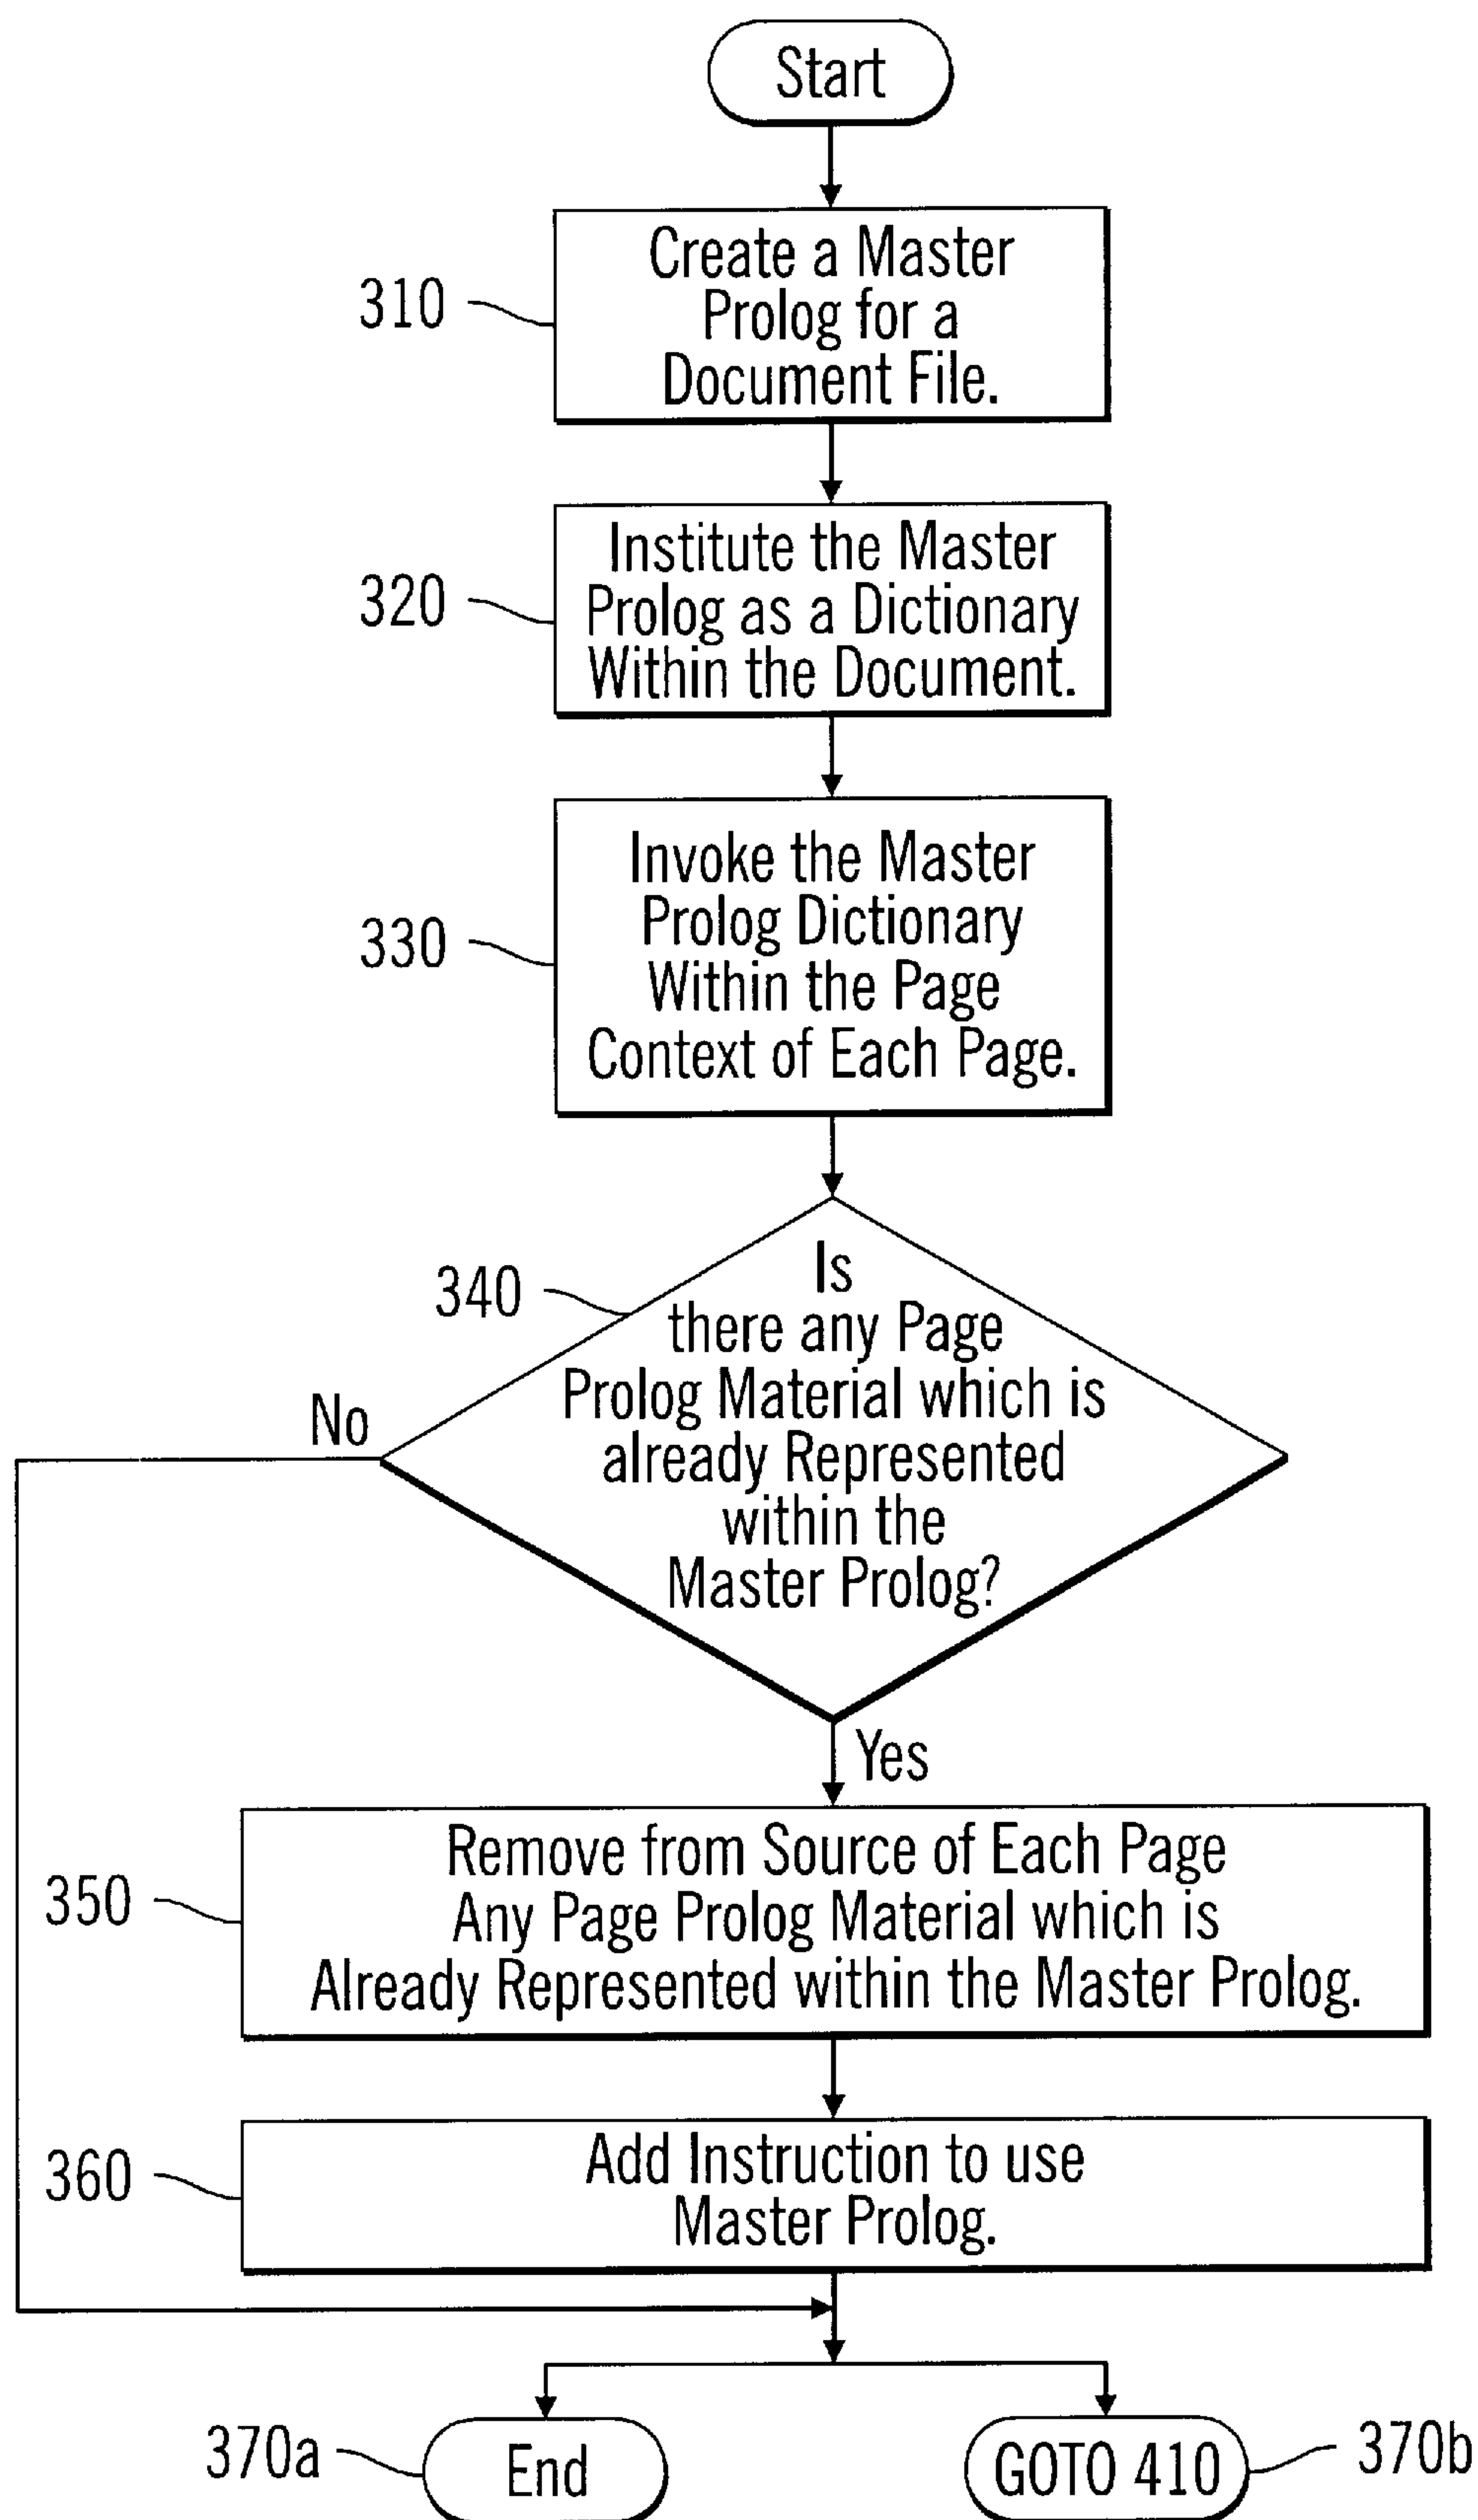 Start
310
Create a Master
Prolog for a
Document File.
320
Institute the Master
Prolog as a Dictionary
Within the Document.
330
Invoke the Master
Prolog Dictionary
Within the Page
Context of Each Page.
340
Is
there any Page
Prolog Material which is
already Represented
within the
Master Prolog?
No
Yes
350
Remove from Source of Each Page
Any Page Prolog Material which is
Already Represented within the Master Prolog.
360
Add Instruction to use
Master Prolog.
370a
End
GOTO 410
370b